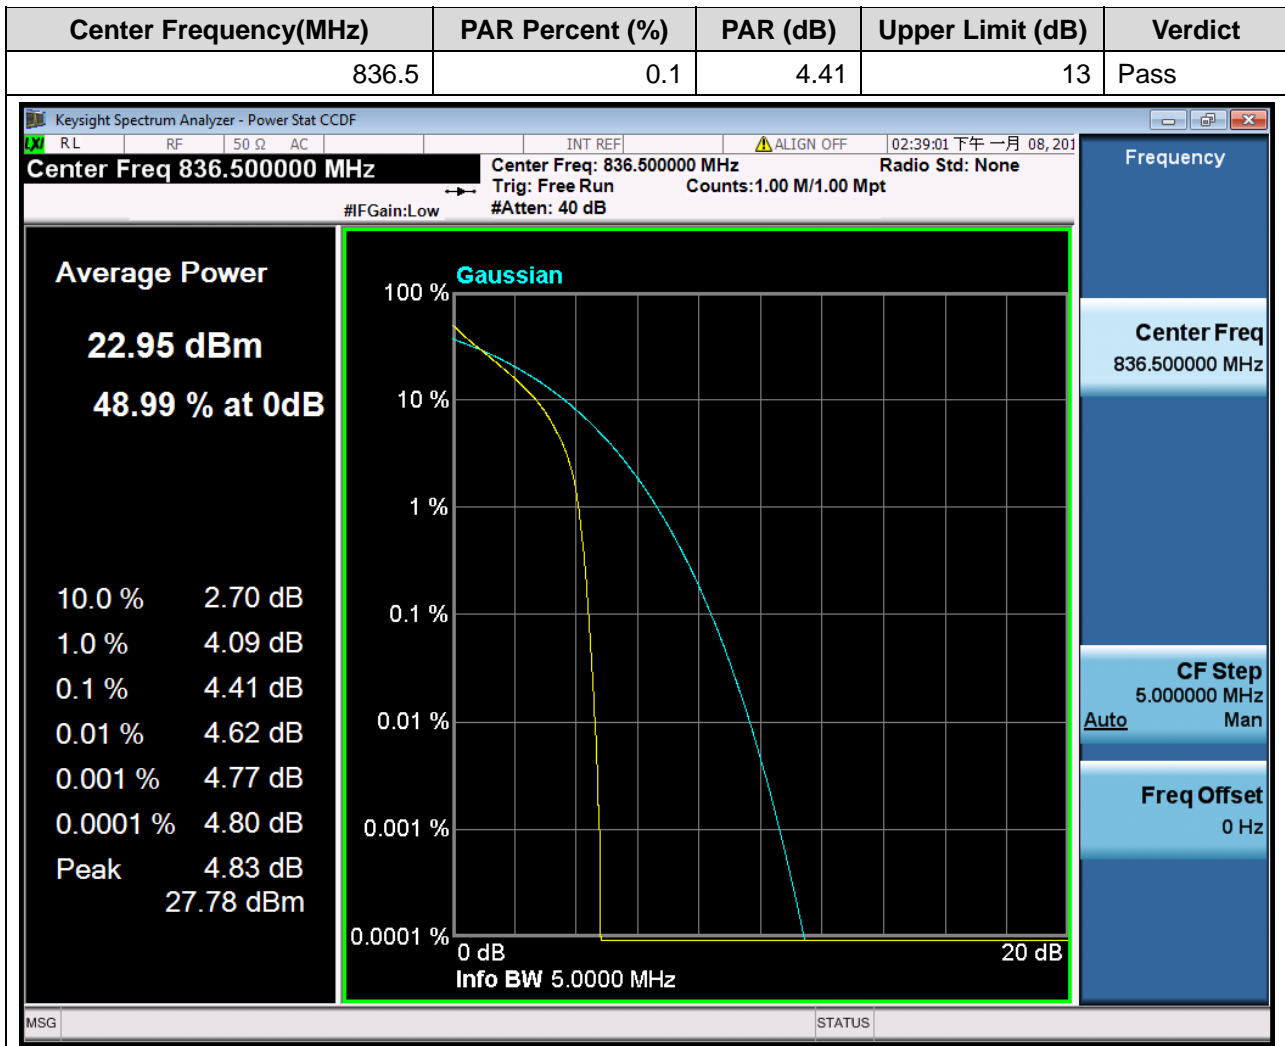 Center Frequency(MHz) PAR Percent (%) PAR (dB) Upper Limit (dB) Verdict
836.5 0.1 4.41 13 Pass
Keysight Spectrum Analyzer - Power Stat CCDF
LXI RL RF 50 Ω AC INT REF ALIGN OFF 02:39:01 下午 一月 08, 201
Center Freq 836.500000 MHz
Center Freq: 836.500000 MHz Radio Std: None
Trig: Free Run Counts:1.00 M/1.00 Mpt
#IFGain:Low #Atten: 40 dB
Average Power
22.95 dBm
48.99 % at 0dB
10.0 % 2.70 dB
1.0 % 4.09 dB
0.1 % 4.41 dB
0.01 % 4.62 dB
0.001 % 4.77 dB
0.0001 % 4.80 dB
Peak 4.83 dB
27.78 dBm
Gaussian
100 %
10 %
1 %
0.1 %
0.01 %
0.001 %
0.0001 %
0 dB 20 dB
Info BW 5.0000 MHz
Frequency
Center Freq
836.500000 MHz
CF Step
5.000000 MHz
Auto Man
Freq Offset
0 Hz
MSG STATUS